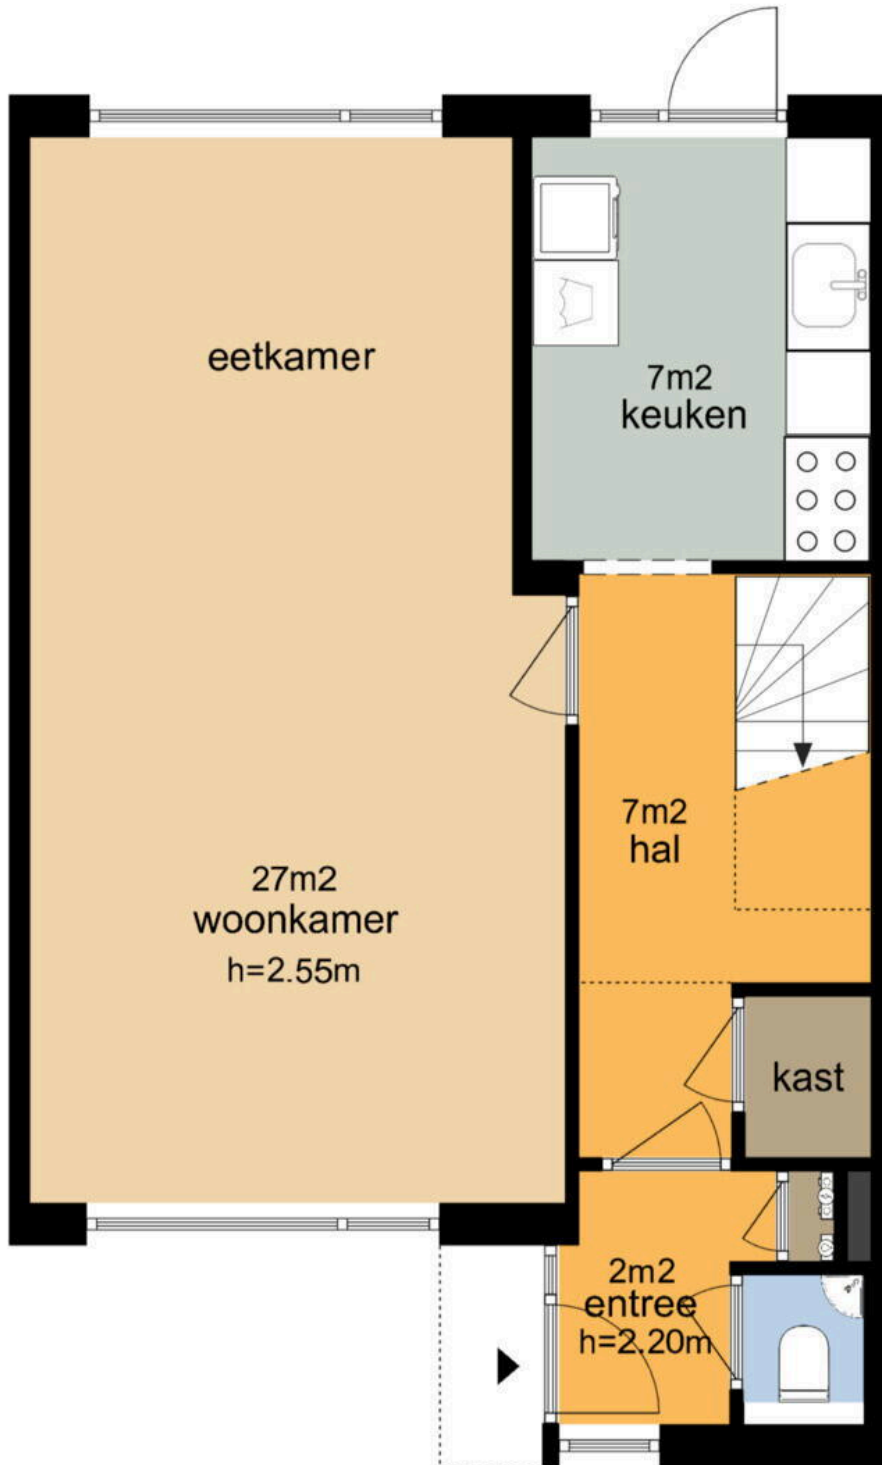 eetkamer
7m2
keuken
7m2
hal
27m2
woonkamer
h=2.55m
kast
2m2
entree
h=2.20m